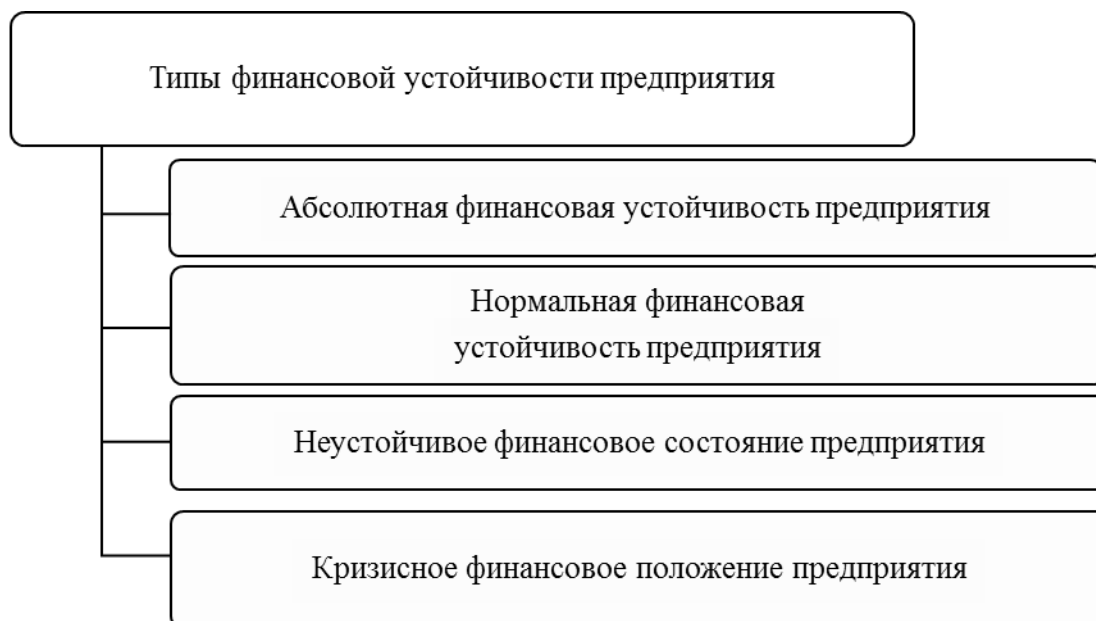 Типы финансовой устойчивости предприятия
Абсолютная финансовая устойчивость предприятия
Нормальная финансовая
устойчивость предприятия
Неустойчивое финансовое состояние предприятия
Кризисное финансовое положение предприятия